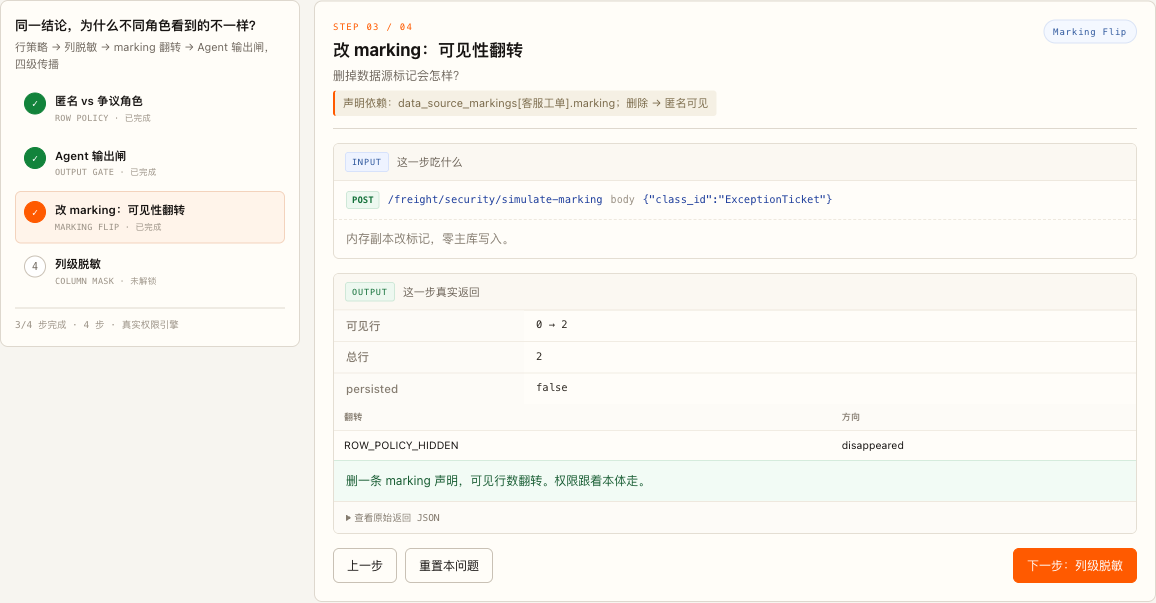 同一结论，为什么不同角色看到的不一样?
行策略 → 列脱敏 → marking 翻转 → Agent 输出闸，
四级传播
✓
匿名 vs 争议角色
ROW POLICY · 已完成
✓
Agent 输出闸
OUTPUT GATE · 已完成
✓
改 marking：可见性翻转
MARKING FLIP · 已完成
4
列级脱敏
COLUMN MASK · 未解锁
3/4 步完成 · 4 步 · 真实权限引擎
STEP 03 / 04
Marking Flip
改 marking：可见性翻转
删掉数据源标记会怎样?
声明依赖：data_source_markings[客服工单].marking；删除 → 匿名可见
INPUT 这一步吃什么
POST /freight/security/simulate-marking body {"class_id":"ExceptionTicket"}
内存副本改标记，零主库写入。
OUTPUT 这一步真实返回
可见行 0 → 2
总行 2
persisted false
翻转 方向
ROW_POLICY_HIDDEN disappeared
删一条 marking 声明，可见行数翻转。权限跟着本体走。
▶ 查看原始返回 JSON
上一步 重置本问题 下一步：列级脱敏